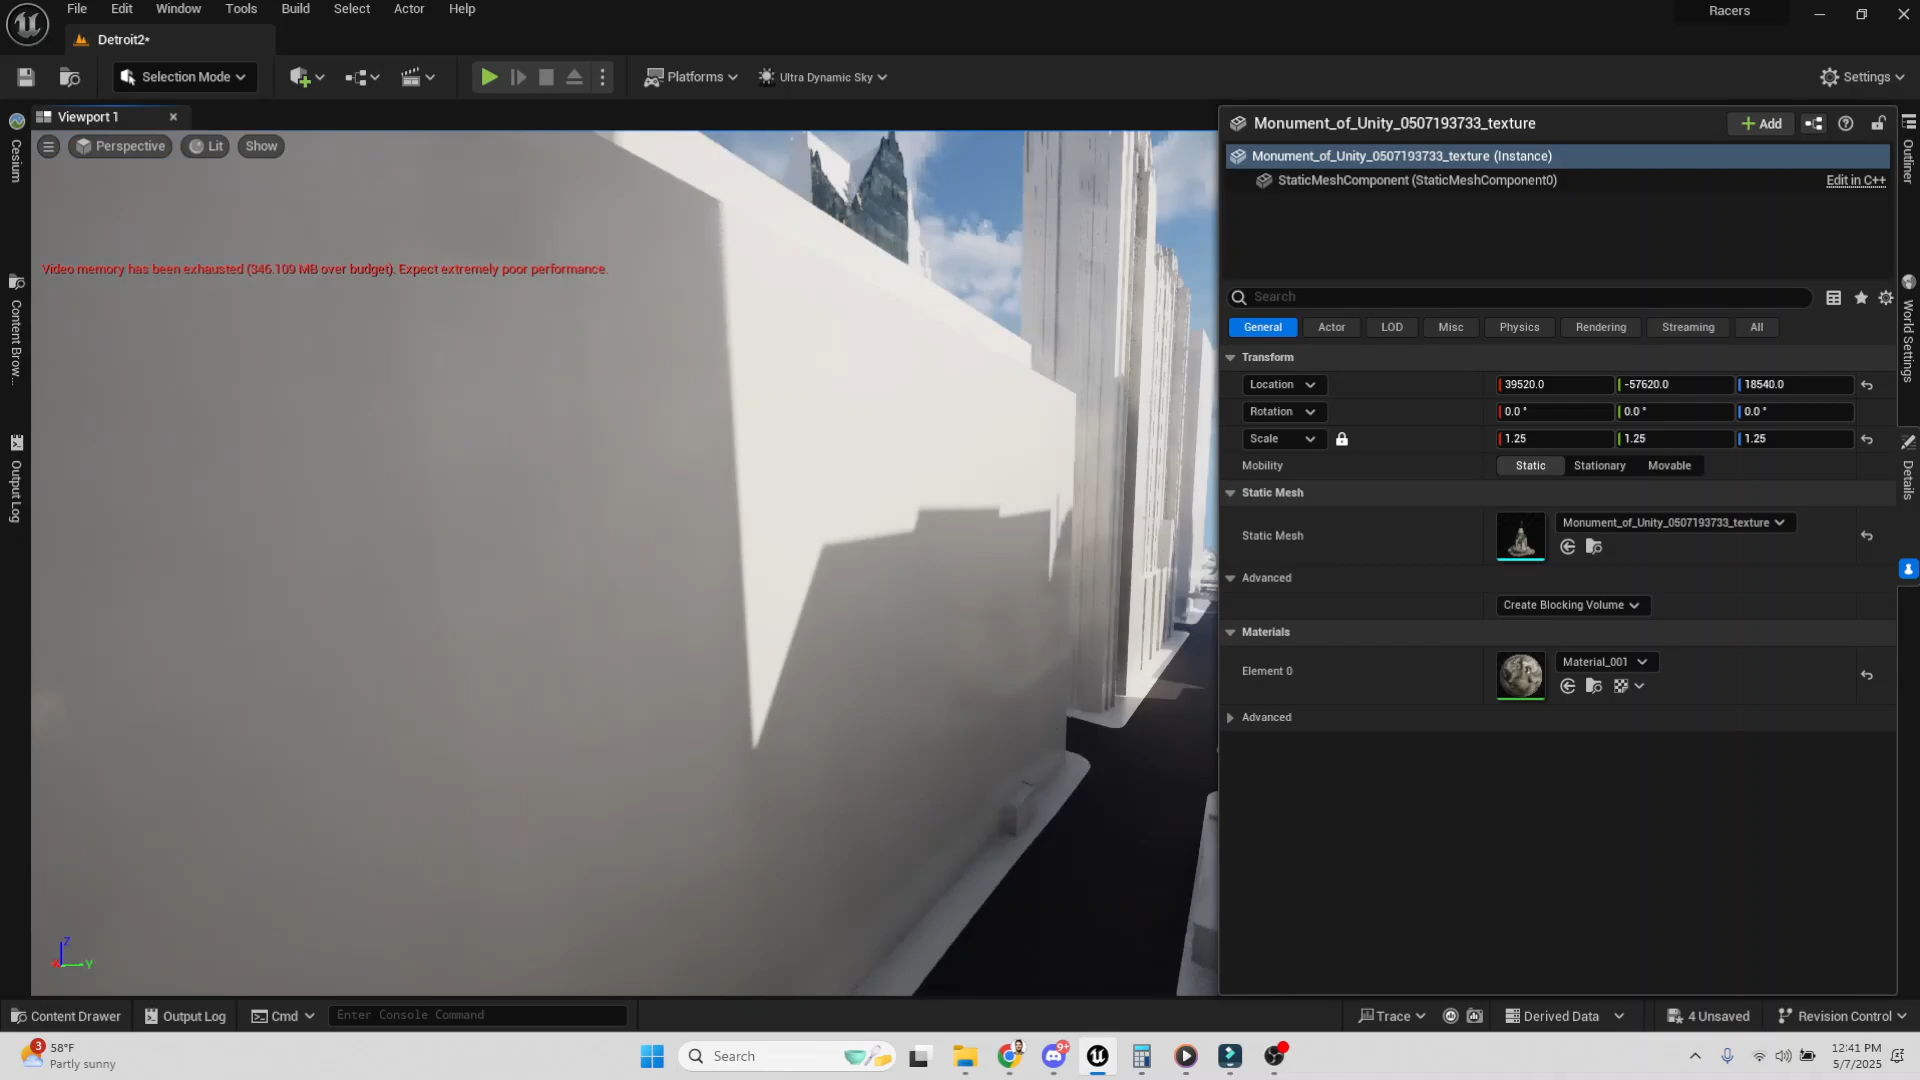 File Edit Window Tools Build Select Actor Help
Racers
Detroit2*
Selection Mode
Platforms
Ultra Dynamic Sky
Settings
Viewport 1
Perspective
Lit
Show
Video memory has been exhausted (346.109 MB over budget). Expect extremely poor performance.
Cesium
Content Brow...
Output Log
Z
X
Y
Monument_of_Unity_0507193733_texture
Add
Monument_of_Unity_0507193733_texture (Instance)
StaticMeshComponent (StaticMeshComponent0)
Edit in C++
Search
General Actor LOD Misc Physics Rendering Streaming All
Transform
Location 39520.0 -57620.0 18540.0
Rotation 0.0 ° 0.0 ° 0.0 °
Scale 1.25 1.25 1.25
Mobility Static Stationary Movable
Static Mesh
Static Mesh Monument_of_Unity_0507193733_texture
Advanced
Create Blocking Volume
Materials
Element 0 Material_001
Advanced
Outliner
World Settings
Details
Content Drawer
Output Log
Cmd
Enter Console Command
Trace
Derived Data
4 Unsaved
Revision Control
3
58°F
Partly sunny
Search
9+
12:41 PM
5/7/2025